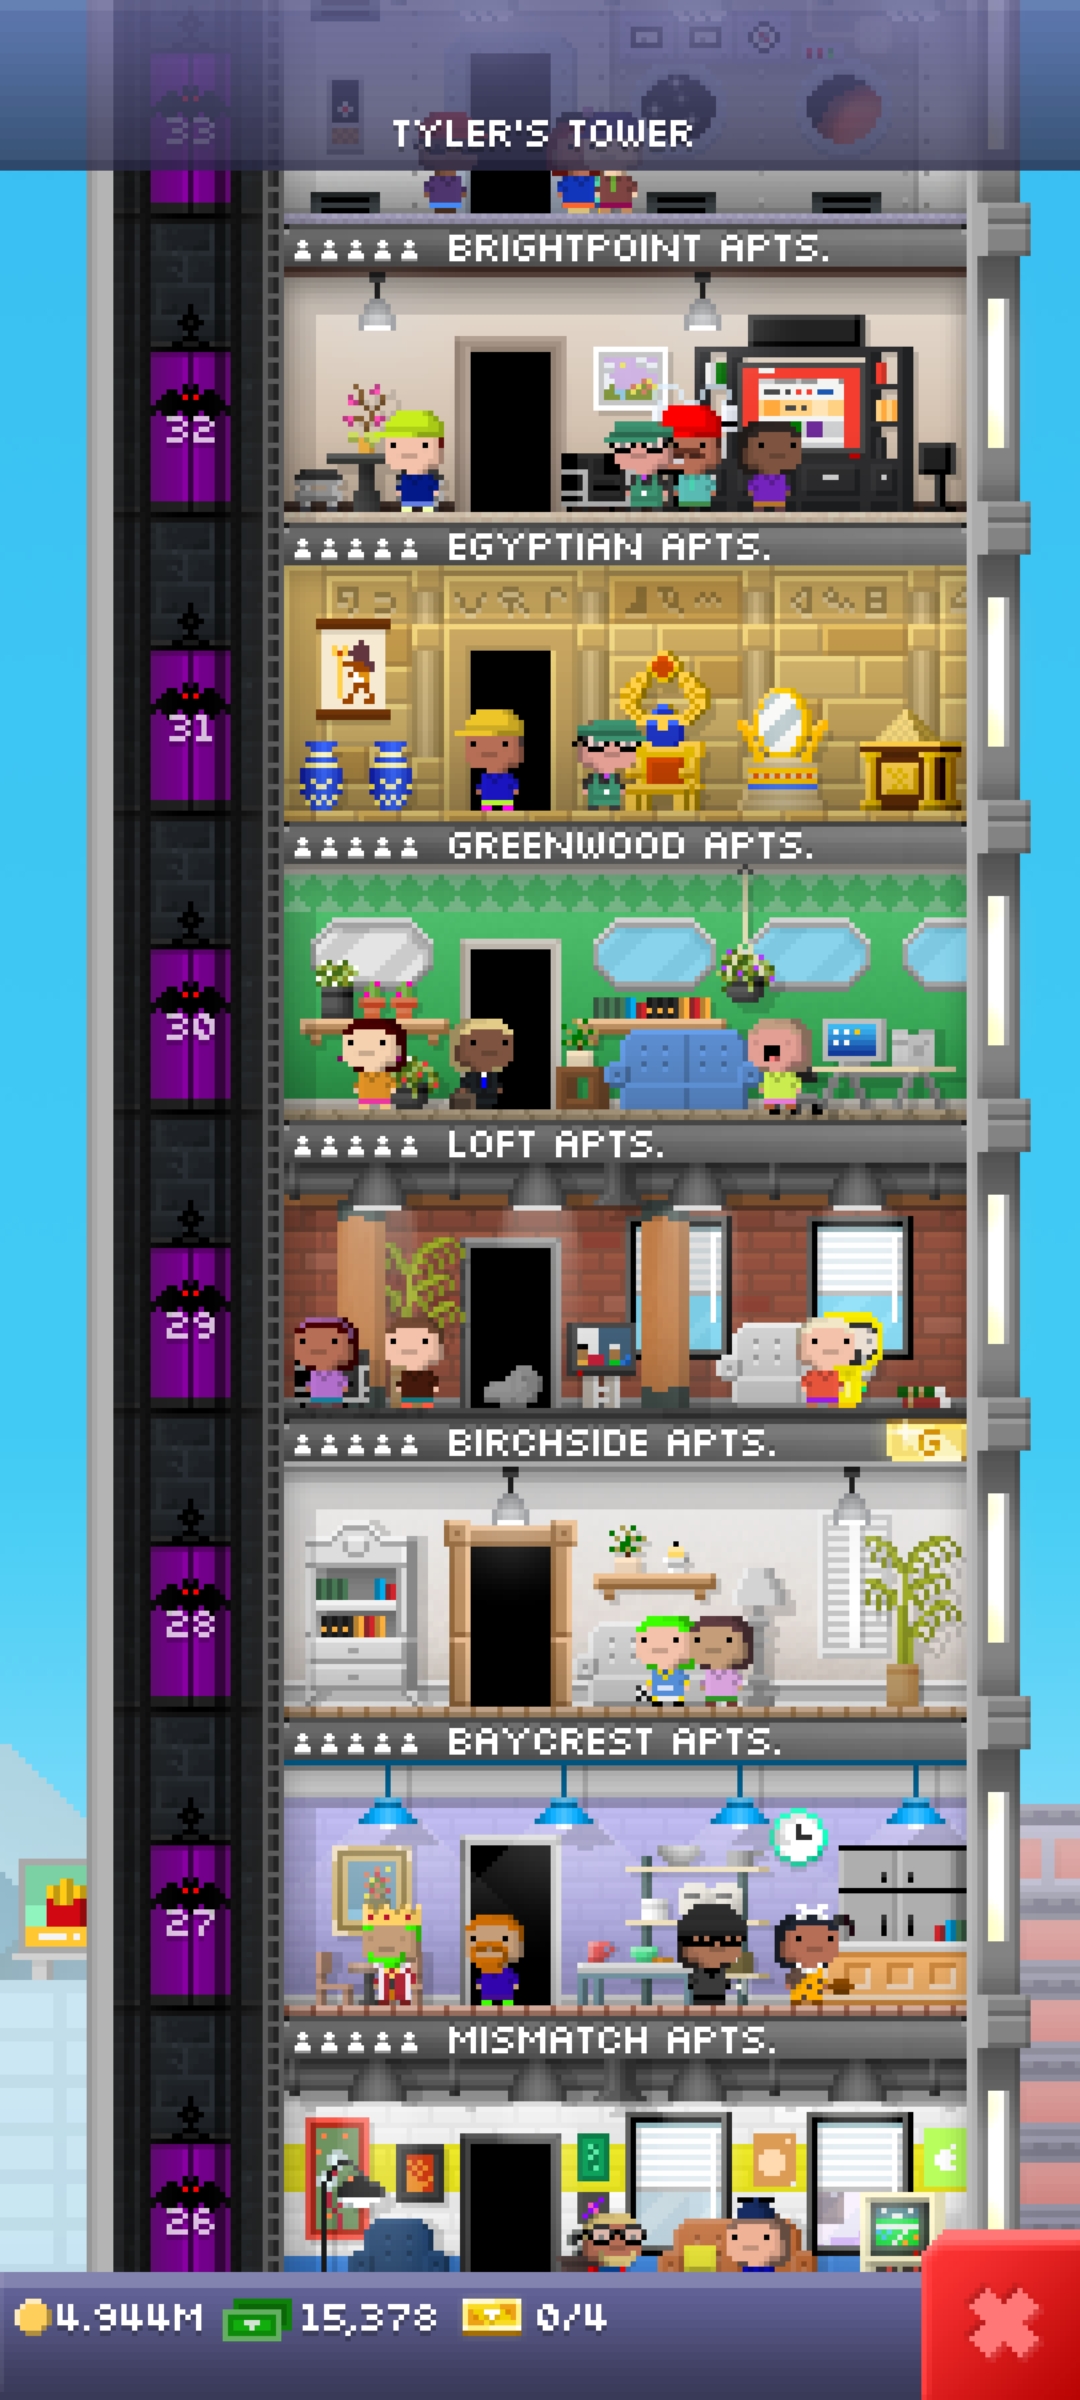 33
TYLER'S TOWER
BRIGHTPOINT APTS.
32
EGYPTIAN APTS.
31
GREENWOOD APTS.
30
LOFT APTS.
29
BIRCHSIDE APTS.
G
28
BAYCREST APTS.
27
MISMATCH APTS.
26
4.944M
15,378
0/4